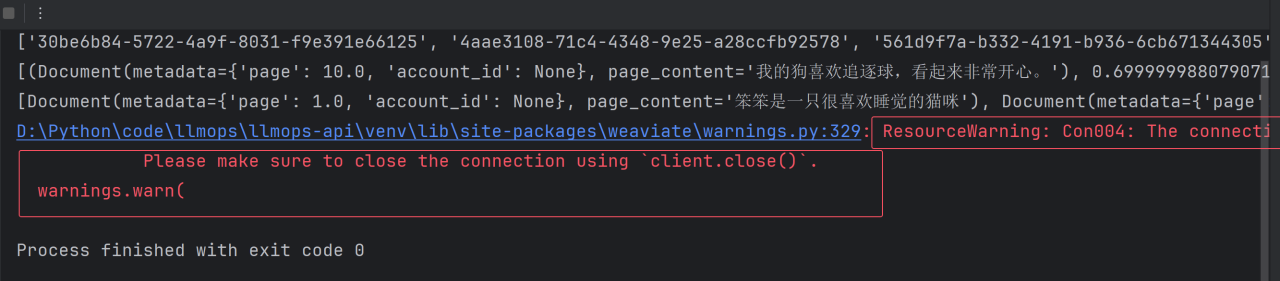 ['30be6b84-5722-4a9f-8031-f9e391e66125', '4aae3108-71c4-4348-9e25-a28ccfb92578', '561d9f7a-b332-4191-b936-6cb671344305'
[(Document(metadata={'page': 10.0, 'account_id': None}, page_content='我的狗喜欢追逐球，看起来非常开心。'), 0.699999988079071
[Document(metadata={'page': 1.0, 'account_id': None}, page_content='笨笨是一只很喜欢睡觉的猫咪'), Document(metadata={'page'
D:\Python\code\llmops\llmops-api\venv\lib\site-packages\weaviate\warnings.py:329: ResourceWarning: Con004: The connecti
Please make sure to close the connection using `client.close()`.
warnings.warn(
Process finished with exit code 0